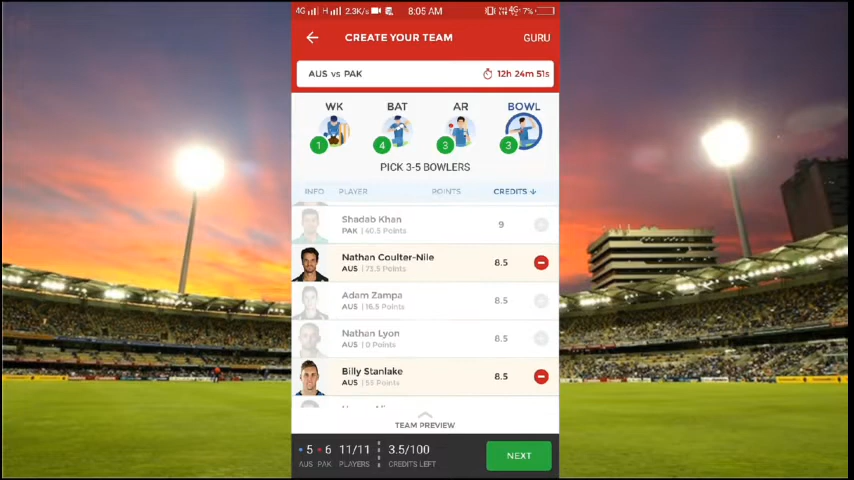 4G H 2.3K/s 8:05 AM 4G 7%
CREATE YOUR TEAM GURU
AUS vs PAK 12h 24m 51s
WK BAT AR BOWL
1 4 3 3
PICK 3-5 BOWLERS
INFO PLAYER POINTS CREDITS
Shadab Khan
PAK | 60.5 Points 9
Nathan Coulter-Nile
AUS | 73.5 Points 8.5
Adam Zampa
AUS | 16.5 Points 8.5
Nathan Lyon
AUS | 0 Points 8.5
Billy Stanlake
AUS | 55 Points 8.5
TEAM PREVIEW
5 6 11/11 3.5/100 NEXT
AUS PAK PLAYERS CREDITS LEFT